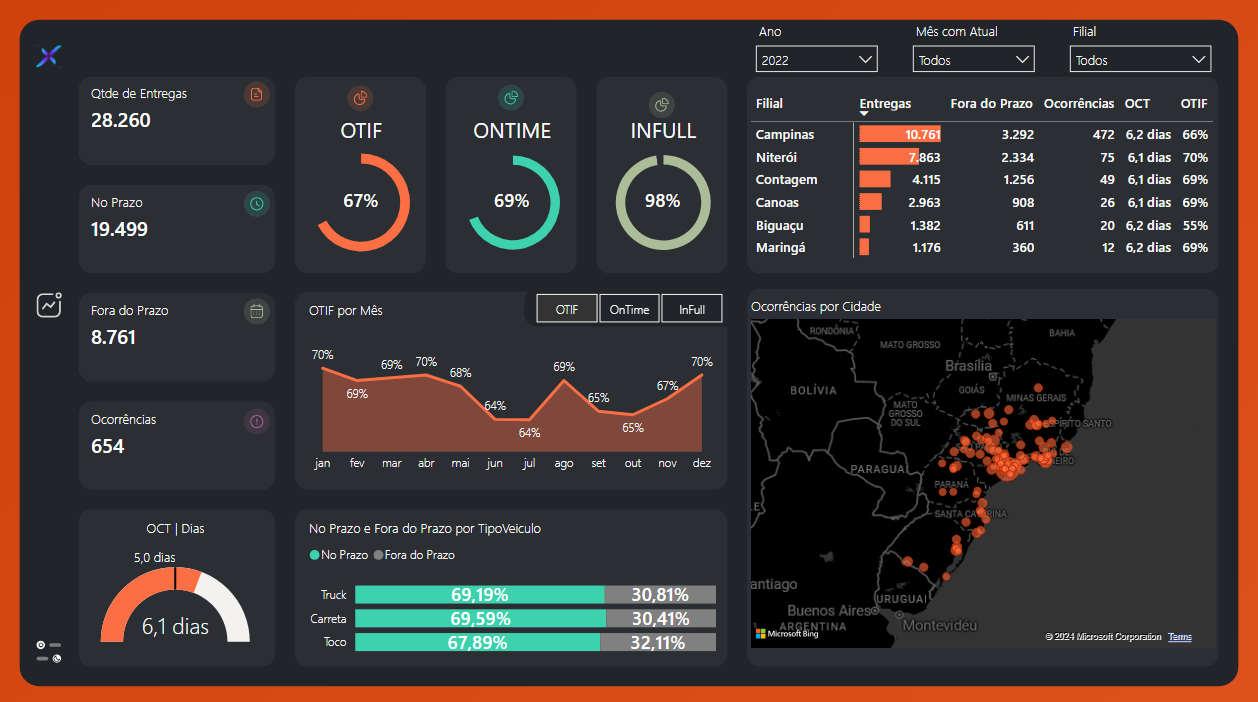 Ano
Mês com Atual
Filial
2022
Todos
Todos
Qtde de Entregas
28.260
No Prazo
19.499
Fora do Prazo
8.761
Ocorrências
654
OTIF
67%
ONTIME
69%
INFULL
98%
Filial Entregas Fora do Prazo Ocorrências OCT OTIF
Campinas 10.761 3.292 472 6,2 dias 66%
Niterói 7.863 2.334 75 6,1 dias 70%
Contagem 4.115 1.256 49 6,1 dias 69%
Canoas 2.963 908 26 6,1 dias 69%
Biguaçu 1.382 611 20 6,2 dias 55%
Maringá 1.176 360 12 6,2 dias 69%
OTIF por Mês
OTIF
OnTime
InFull
70% 69% 69% 70% 68% 64% 64% 69% 65% 65% 67% 70%
jan fev mar abr mai jun jul ago set out nov dez
OCT | Dias
5,0 dias
6,1 dias
No Prazo e Fora do Prazo por TipoVeiculo
No Prazo Fora do Prazo
Truck 69,19% 30,81%
Carreta 69,59% 30,41%
Toco 67,89% 32,11%
Ocorrências por Cidade
RONDÔNIA
BAHIA
MATO GROSSO
Brasília
BOLÍVIA
GOIÁS
MINAS GERAIS
MATO
GROSSO
DO SUL
ESPÍRITO SANTO
PARAGUAI
PARANÁ
SANTA CATARINA
antiago
URUGUAI
Buenos Aires
ARGENTINA
Montevidéu
Microsoft Bing
© 2024 Microsoft Corporation Terms